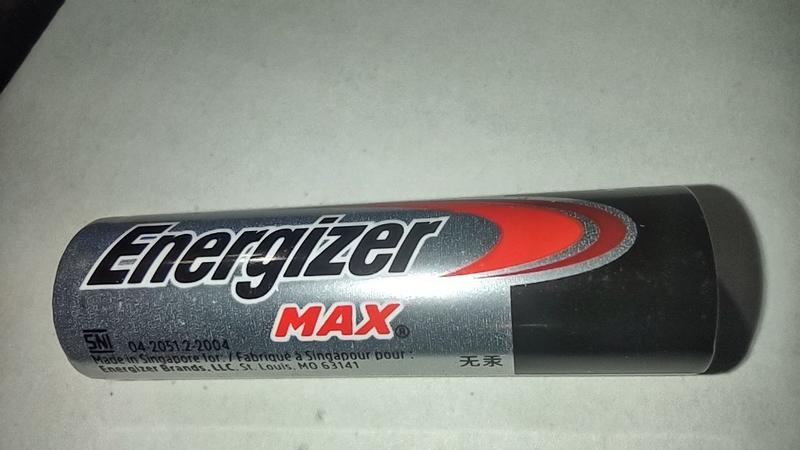 Energizer
MAX®
SNI 04-2051.2-2004
Made in Singapore for: / Fabriqué à Singapour pour :
Energizer Brands, LLC, St. Louis, MO 63141
无汞